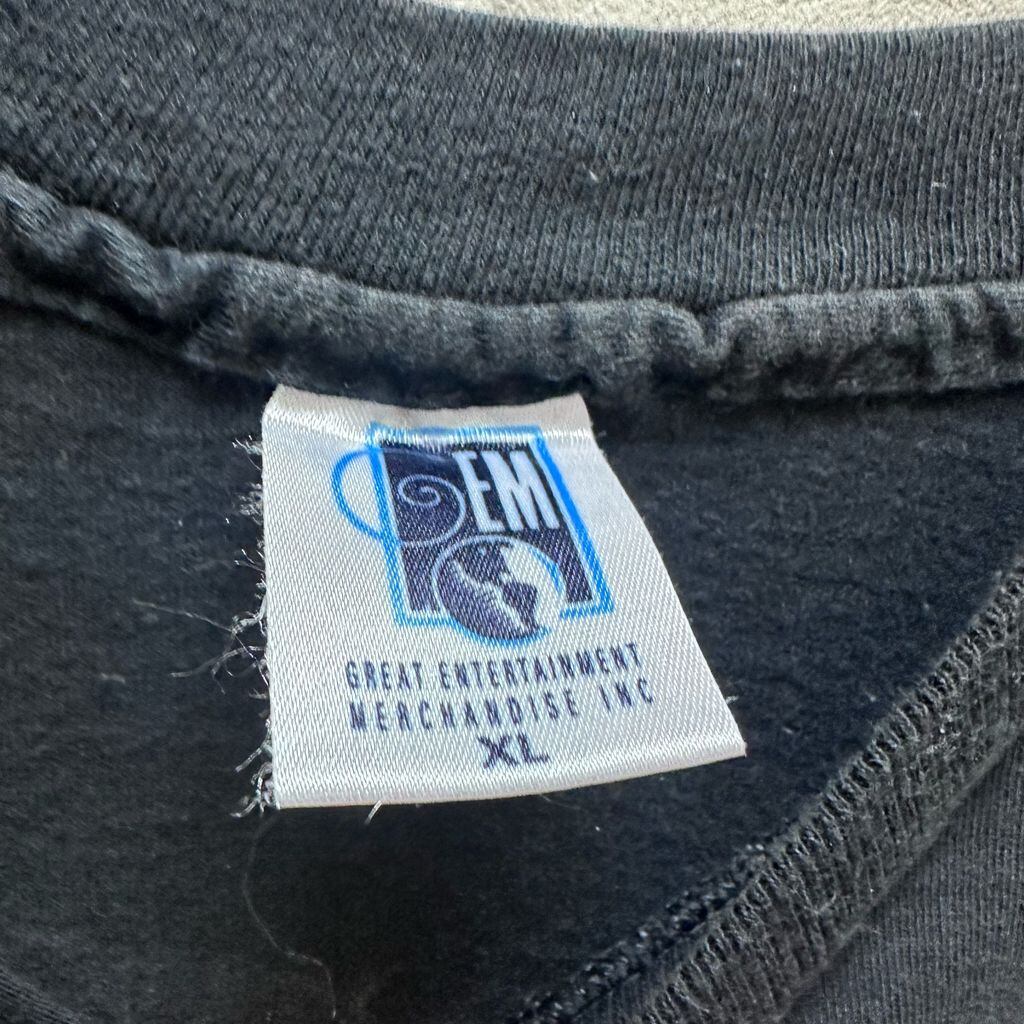 GEM
GREAT ENTERTAINMENT
MERCHANDISE INC
XL